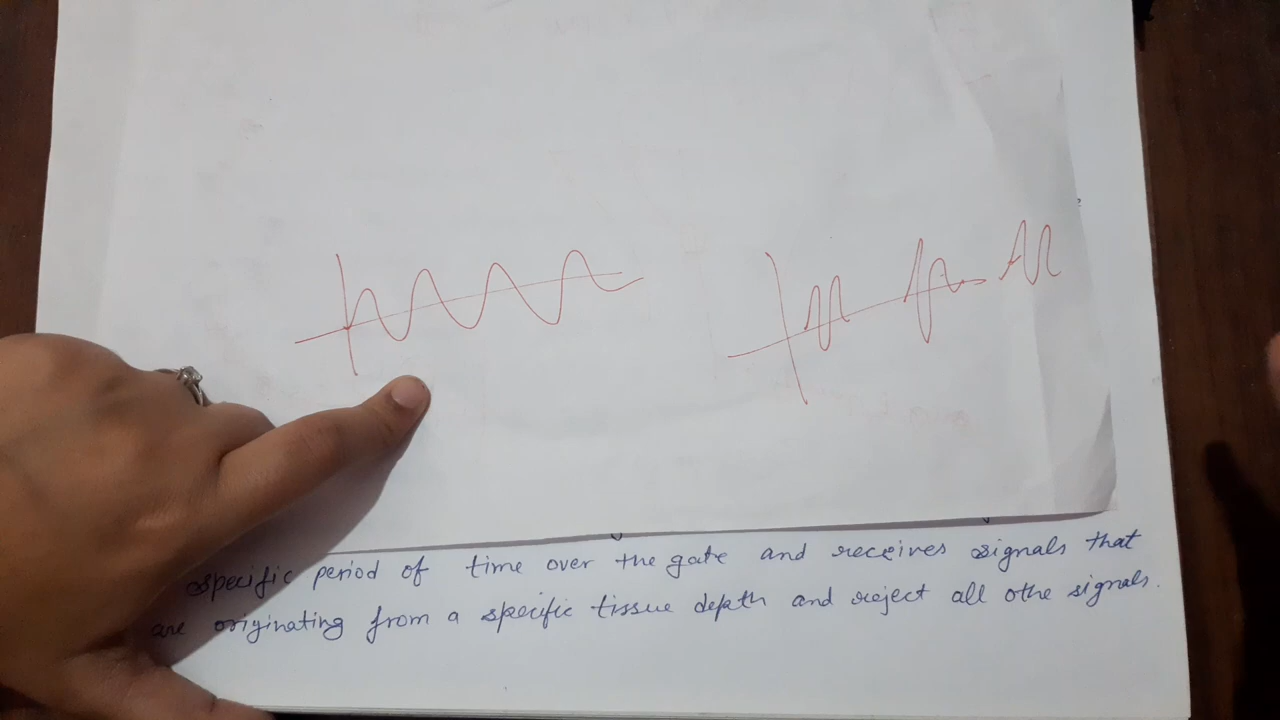 specific period of time over the gate and receives signals that
are originating from a specific tissue depth and reject all othe signals.